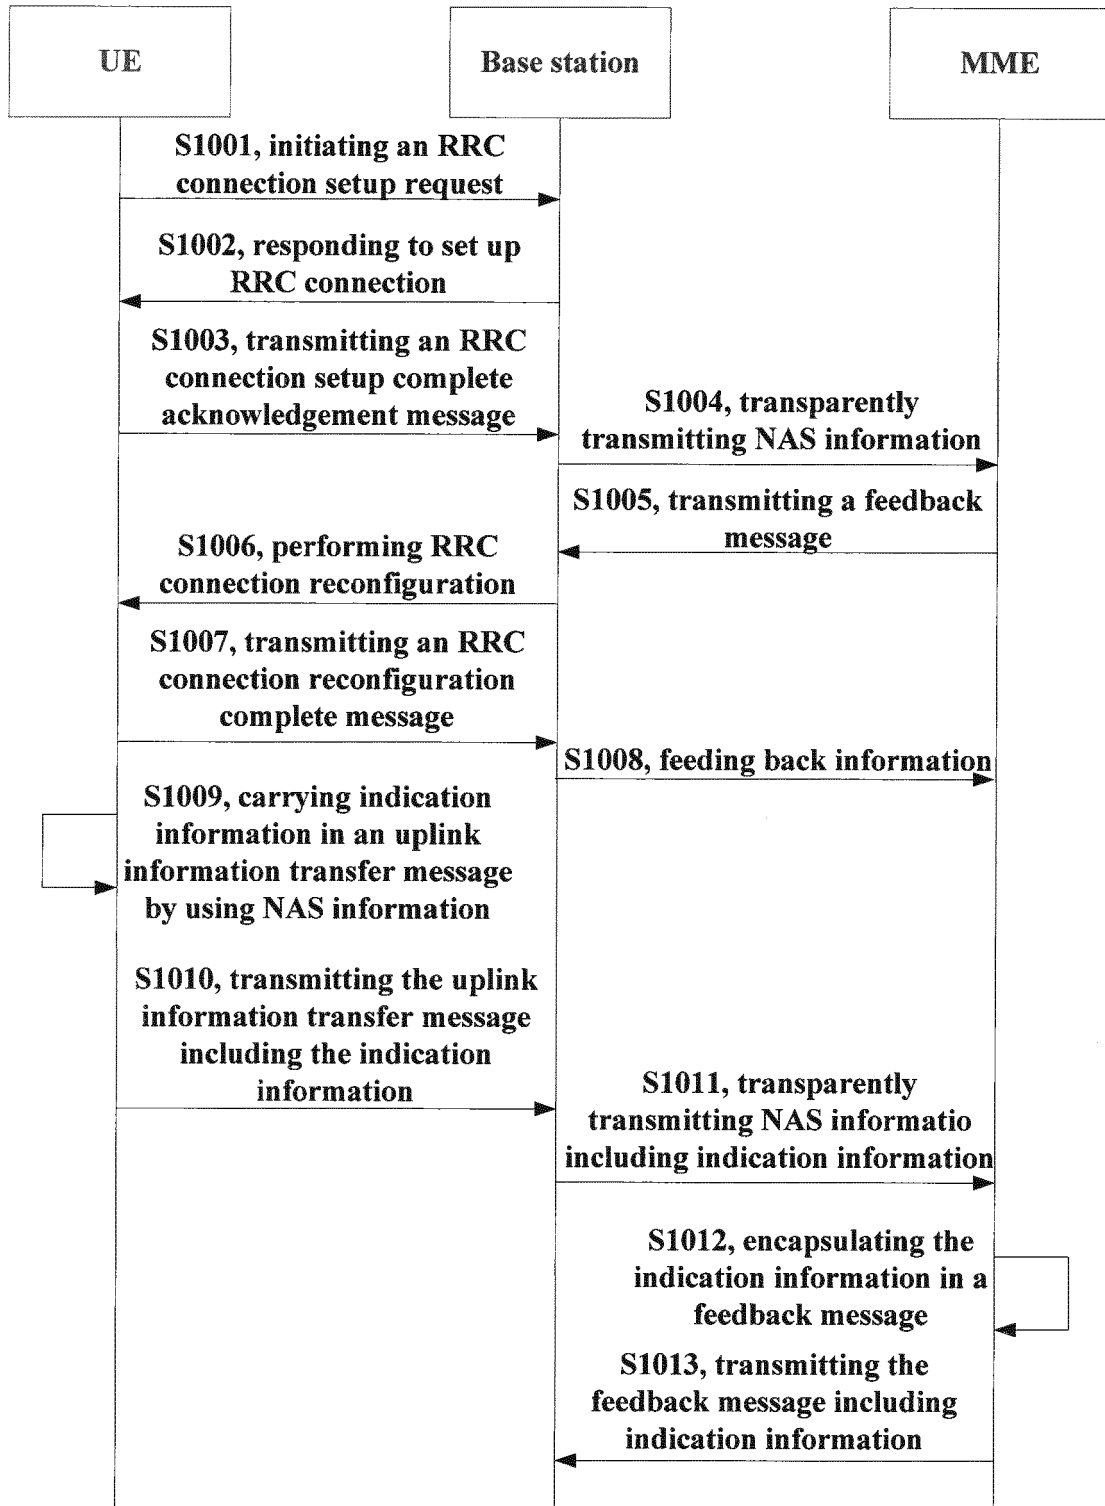 UE
Base station
MME
S1001, initiating an RRC
connection setup request
S1002, responding to set up
RRC connection
S1003, transmitting an RRC
connection setup complete
acknowledgement message
S1004, transparently
transmitting NAS information
S1005, transmitting a feedback
message
S1006, performing RRC
connection reconfiguration
S1007, transmitting an RRC
connection reconfiguration
complete message
S1008, feeding back information
S1009, carrying indication
information in an uplink
information transfer message
by using NAS information
S1010, transmitting the uplink
information transfer message
including the indication
information
S1011, transparently
transmitting NAS informatio
including indication information
S1012, encapsulating the
indication information in a
feedback message
S1013, transmitting the
feedback message including
indication information